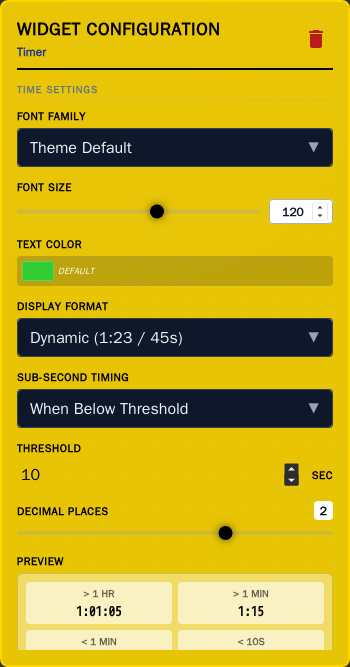 WIDGET CONFIGURATION
Timer
TIME SETTINGS
FONT FAMILY
Theme Default
FONT SIZE
120
TEXT COLOR
DEFAULT
DISPLAY FORMAT
Dynamic (1:23 / 45s)
SUB-SECOND TIMING
When Below Threshold
THRESHOLD
10 SEC
DECIMAL PLACES 2
PREVIEW
> 1 HR > 1 MIN
1:01:05 1:15
< 1 MIN < 10S